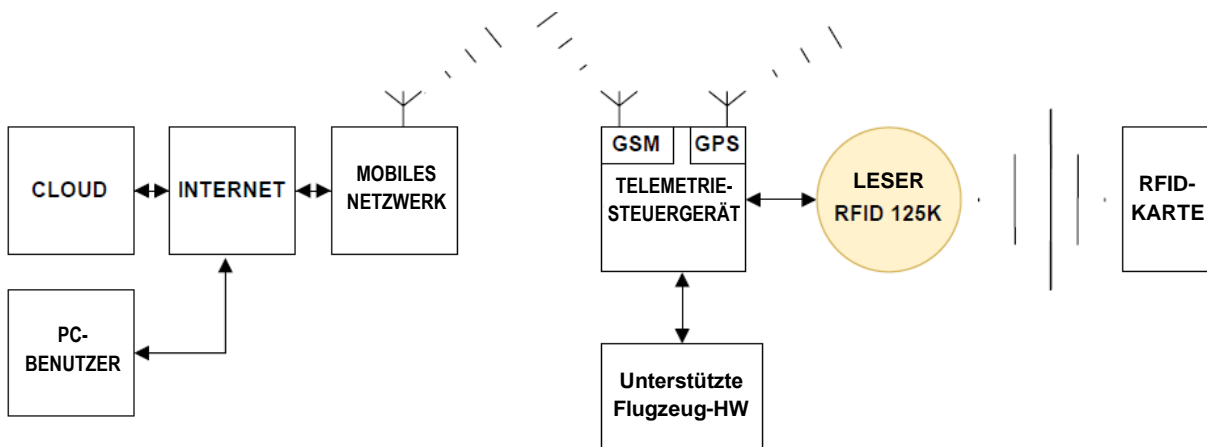 CLOUD
INTERNET
MOBILES
NETZWERK
GSM
GPS
TELEMETRIE-
STEUERGERÄT
LESER
RFID 125K
RFID-
KARTE
PC-
BENUTZER
Unterstützte
Flugzeug-HW